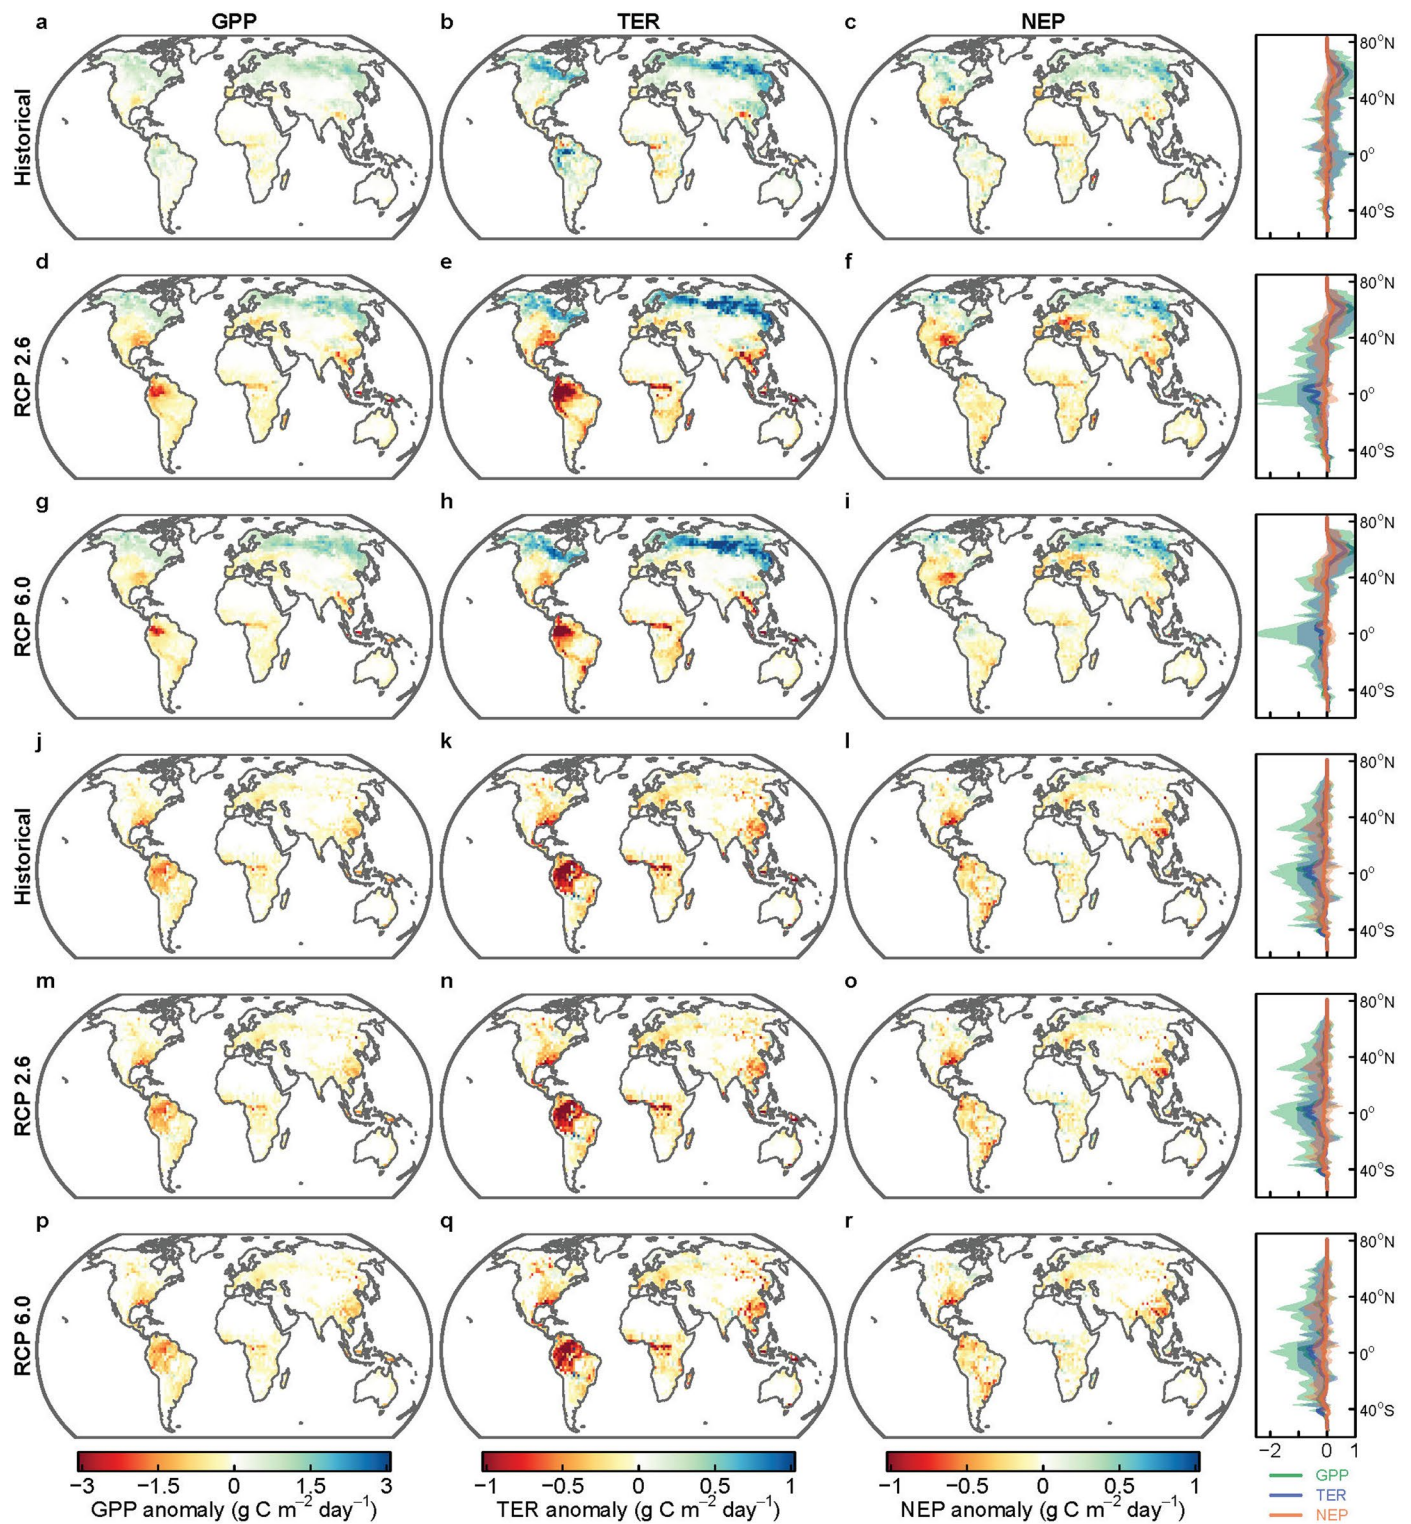 GPP TER NEP
a b c
Historical
80°N
40°N
0°
40°S
d e f
RCP 2.6
80°N
40°N
0°
40°S
g h i
RCP 6.0
80°N
40°N
0°
40°S
j k l
Historical
80°N
40°N
0°
40°S
m n o
RCP 2.6
80°N
40°N
0°
40°S
p q r
RCP 6.0
80°N
40°N
0°
40°S
−2 0 1
−3 −1.5 0 1.5 3
GPP anomaly (g C m⁻² day⁻¹)
−1 −0.5 0 0.5 1
TER anomaly (g C m⁻² day⁻¹)
−1 −0.5 0 0.5 1
NEP anomaly (g C m⁻² day⁻¹)
GPP
TER
NEP